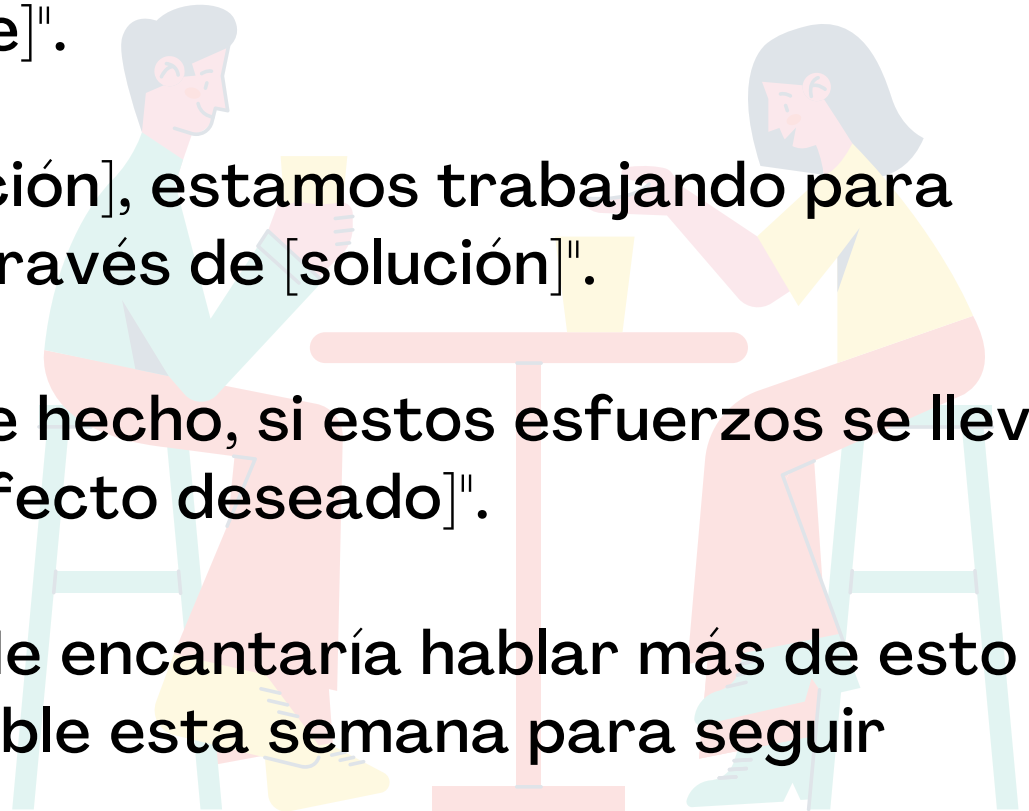 e]".
ción], estamos trabajando para
ravés de [solución]".
e hecho, si estos esfuerzos se llev
fecto deseado]".
le encantaría hablar más de esto
ble esta semana para seguir